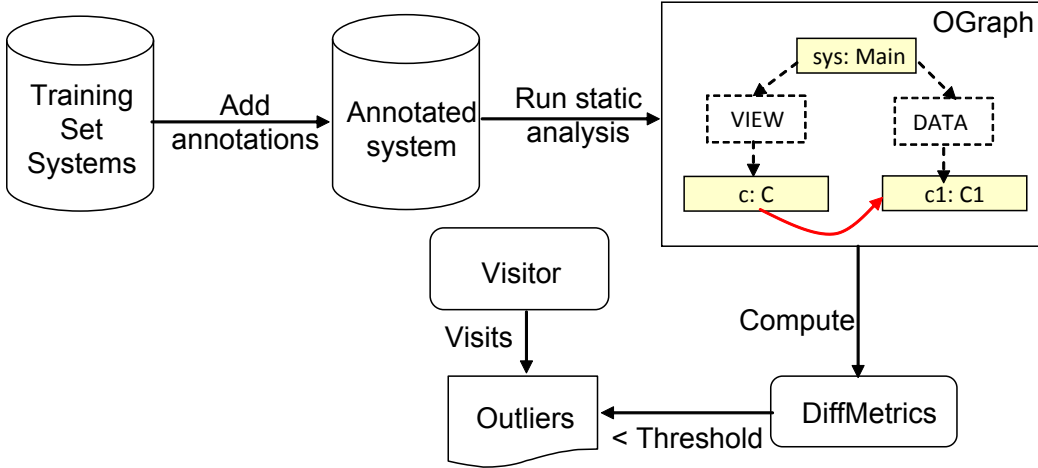 OGraph
sys: Main
Training
Set
Systems
Add
annotations
Annotated
system
Run static
analysis
VIEW
DATA
c: C
c1: C1
Visitor
Visits
Compute
Outliers
< Threshold
DiffMetrics